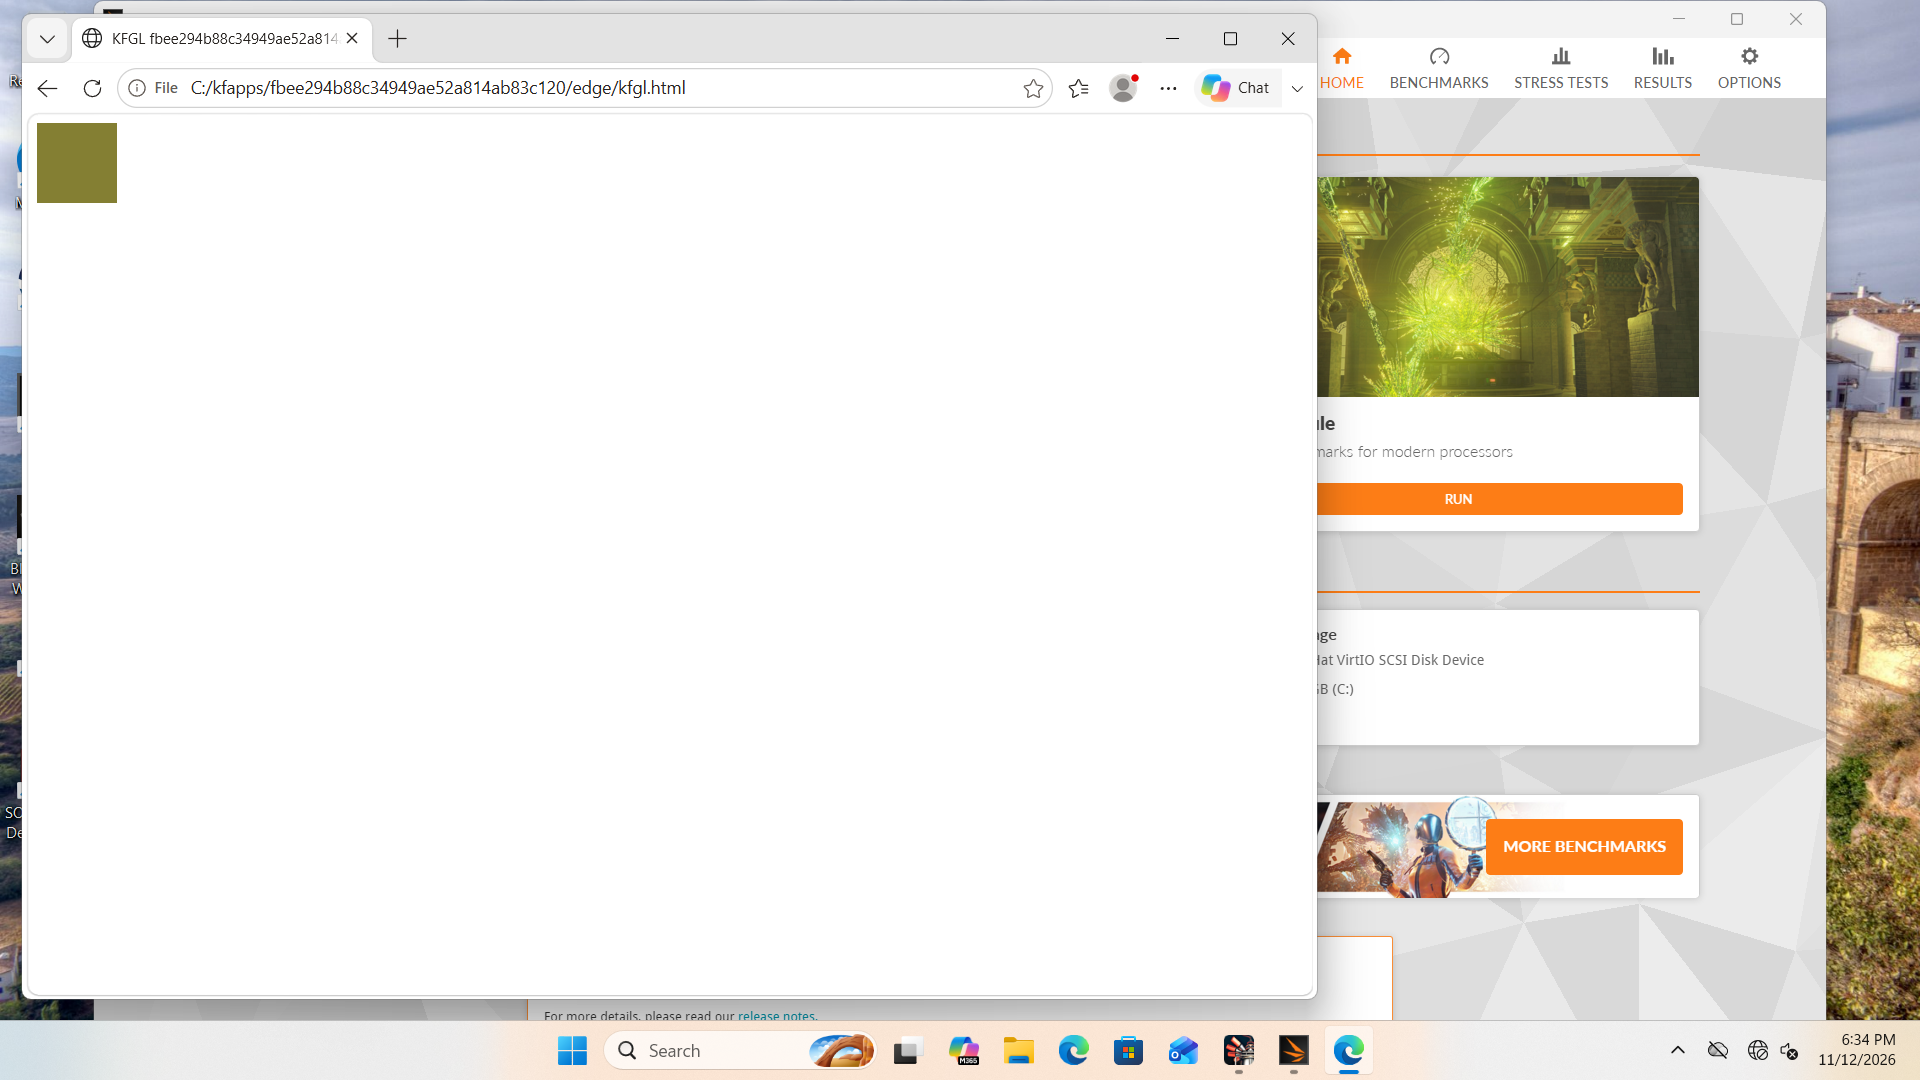 KFGL fbee294b88c34949ae52a814
File C:/kfapps/fbee294b88c34949ae52a814ab83c120/edge/kfgl.html
Chat
HOME BENCHMARKS STRESS TESTS RESULTS OPTIONS
marks for modern processors
RUN
Hat VirtIO SCSI Disk Device
GB (C:)
MORE BENCHMARKS
For more details, please read our release notes.
Search
M365
6:34 PM
11/12/2026